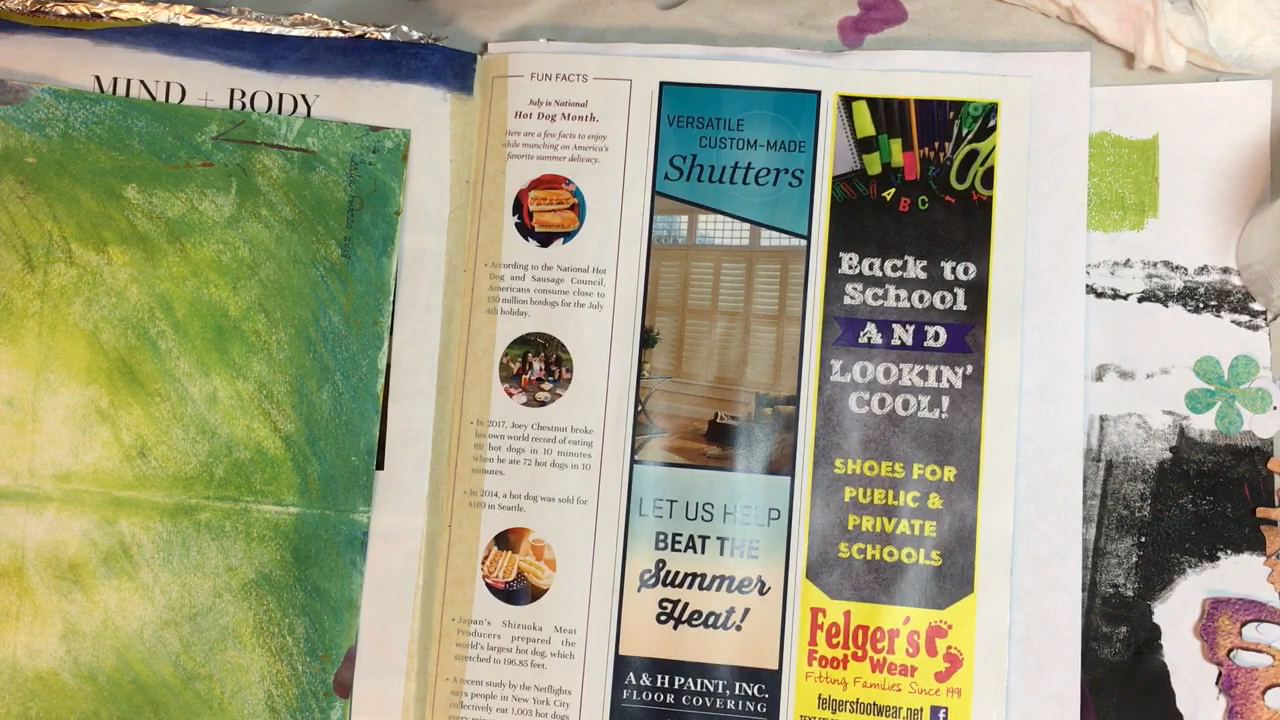 MIND + BODY
FUN FACTS
July is National
Hot Dog Month.
Here are a few facts to enjoy
while munching on America's
favorite summer delicacy.
• According to the National Hot
Dog and Sausage Council,
Americans consume close to
150 million hotdogs for the July
4th holiday.
• In 2017, Joey Chestnut broke
his own world record of eating
69 hot dogs in 10 minutes
when he ate 72 hot dogs in 10
minutes.
• In 2014, a hot dog was sold for
$169 in Seattle.
• Japan's Shizuoka Meat
Producers prepared the
world's largest hot dog, which
stretched to 196.85 feet.
• A recent study by the Netflights
says people in New York City
collectively eat 1,003 hot dogs
every
VERSATILE
CUSTOM-MADE
Shutters
LET US HELP
BEAT THE
Summer
Heat!
A & H PAINT, INC.
FLOOR COVERING
A B C
Back to
School
AND
LOOKIN'
COOL!
SHOES FOR
PUBLIC &
PRIVATE
SCHOOLS
Felger's
Foot Wear
Fitting Families Since 1991
felgersfootwear.net f